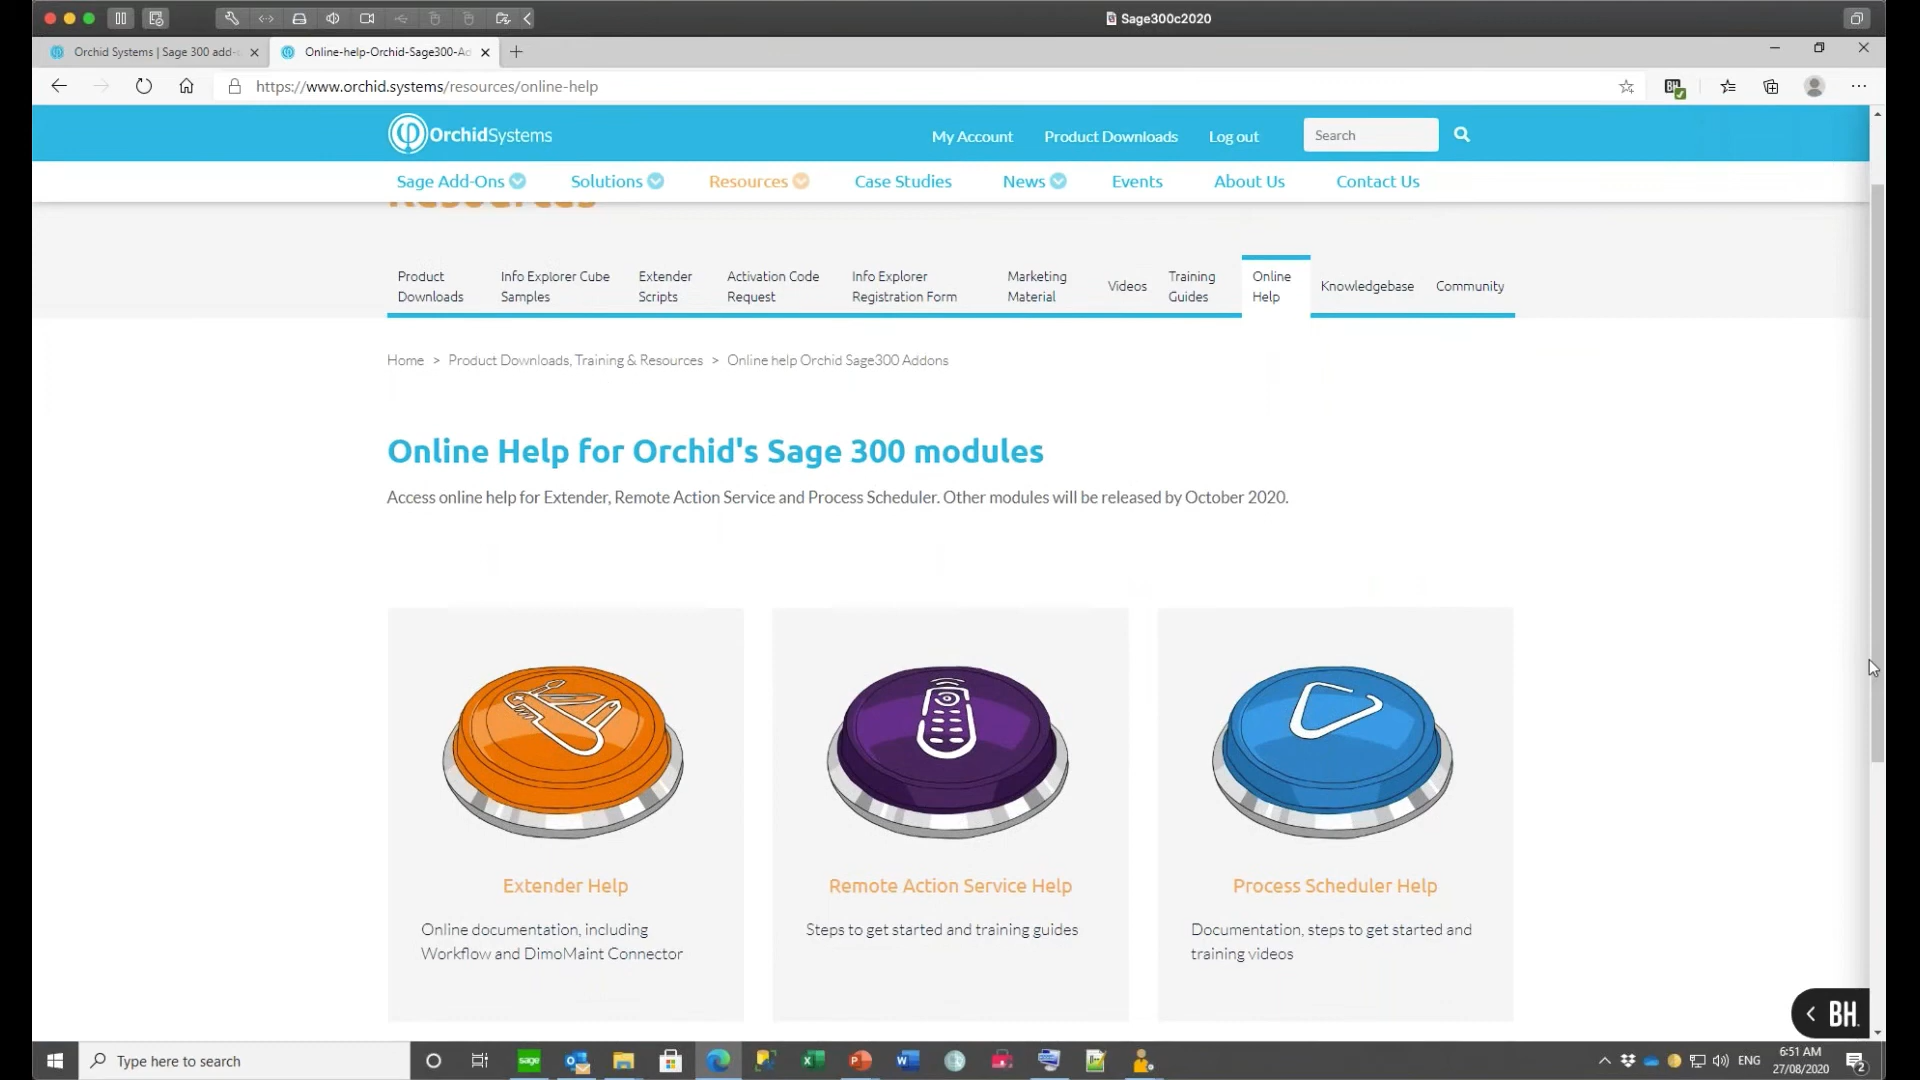 Sage300c2020
Orchid Systems | Sage 300 add-
Online-help-Orchid-Sage300-Ad
https://www.orchid.systems/resources/online-help
OrchidSystems
My Account
Product Downloads
Log out
Search
Sage Add-Ons
Solutions
Resources
Case Studies
News
Events
About Us
Contact Us
Resources
Product
Downloads
Info Explorer Cube
Samples
Extender
Scripts
Activation Code
Request
Info Explorer
Registration Form
Marketing
Material
Videos
Training
Guides
Online
Help
Knowledgebase
Community
Home > Product Downloads, Training & Resources > Online help Orchid Sage300 Addons
Online Help for Orchid's Sage 300 modules
Access online help for Extender, Remote Action Service and Process Scheduler. Other modules will be released by October 2020.
Extender Help
Online documentation, including
Workflow and DimoMaint Connector
Remote Action Service Help
Steps to get started and training guides
Process Scheduler Help
Documentation, steps to get started and
training videos
BH.
Type here to search
sage
ENG
6:51 AM
27/08/2020
2